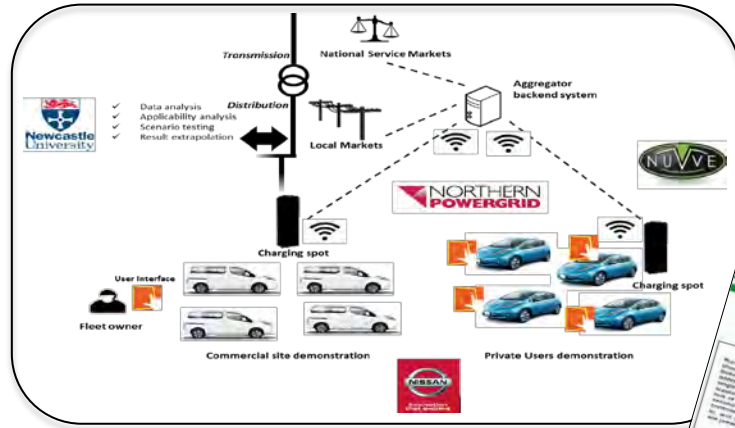 Transmission
National Service Markets
Aggregator
backend system
Newcastle
University
✓ Data analysis
✓ Applicability analysis
✓ Scenario testing
✓ Result extrapolation
Distribution
Local Markets
NUVVE
NORTHERN
POWERGRID
Charging spot
User Interface
Fleet owner
Charging spot
Commercial site demonstration
Private Users demonstration
NISSAN